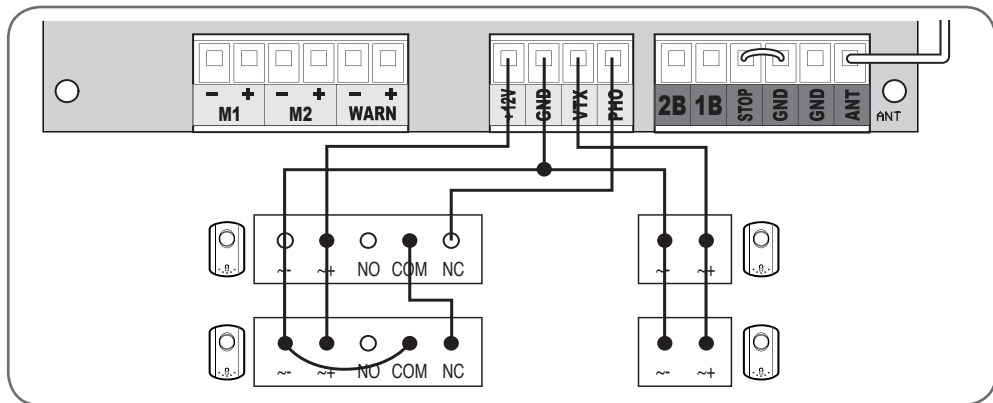 - + - + - +
M1 M2 WARN
+12V GND VTX PHO
2B 1B STOP GND GND ANT
ANT
~- ~+ NO COM NC
~- ~+
~- ~+ NO COM NC
~- ~+